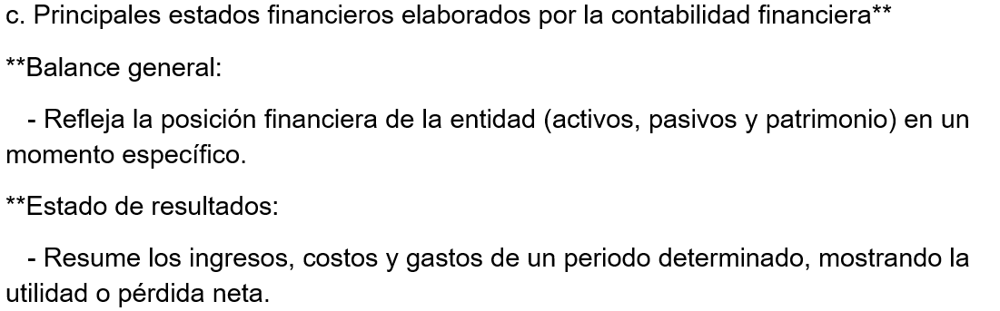 c. Principales estados financieros elaborados por la contabilidad financiera**
**Balance general:
- Refleja la posición financiera de la entidad (activos, pasivos y patrimonio) en un
momento específico.
**Estado de resultados:
- Resume los ingresos, costos y gastos de un periodo determinado, mostrando la
utilidad o pérdida neta.